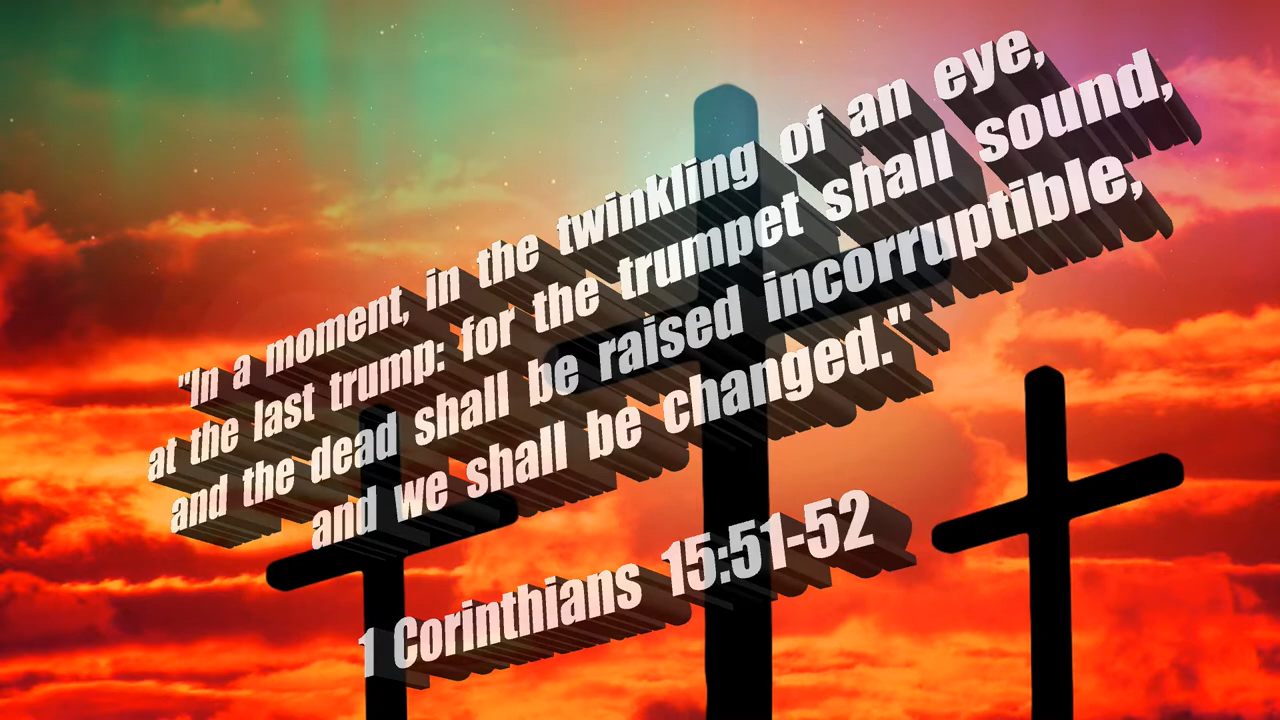 "In a moment, in the twinkling of an eye,
at the last trump: for the trumpet shall sound,
and the dead shall be raised incorruptible,
and we shall be changed."
1 Corinthians 15:51-52